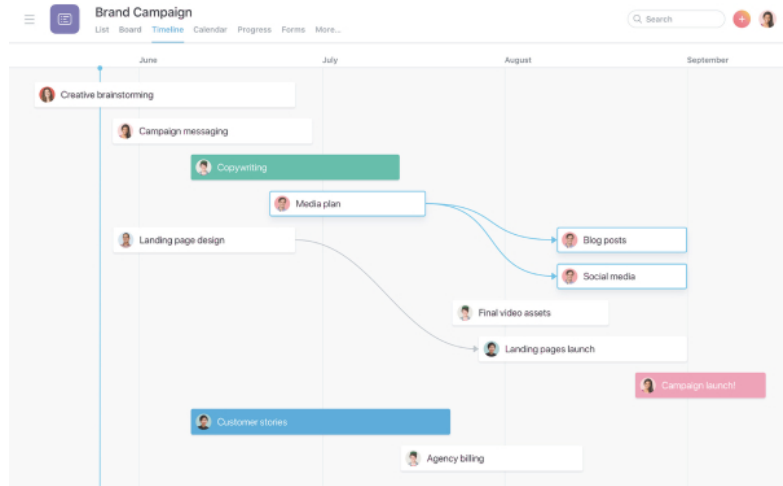 Brand Campaign
List Board Timeline Calendar Progress Forms More...
Search
June July August September
Creative brainstorming
Campaign messaging
Copywriting
Media plan
Landing page design
Blog posts
Social media
Final video assets
Landing pages launch
Campaign launch!
Customer stories
Agency billing